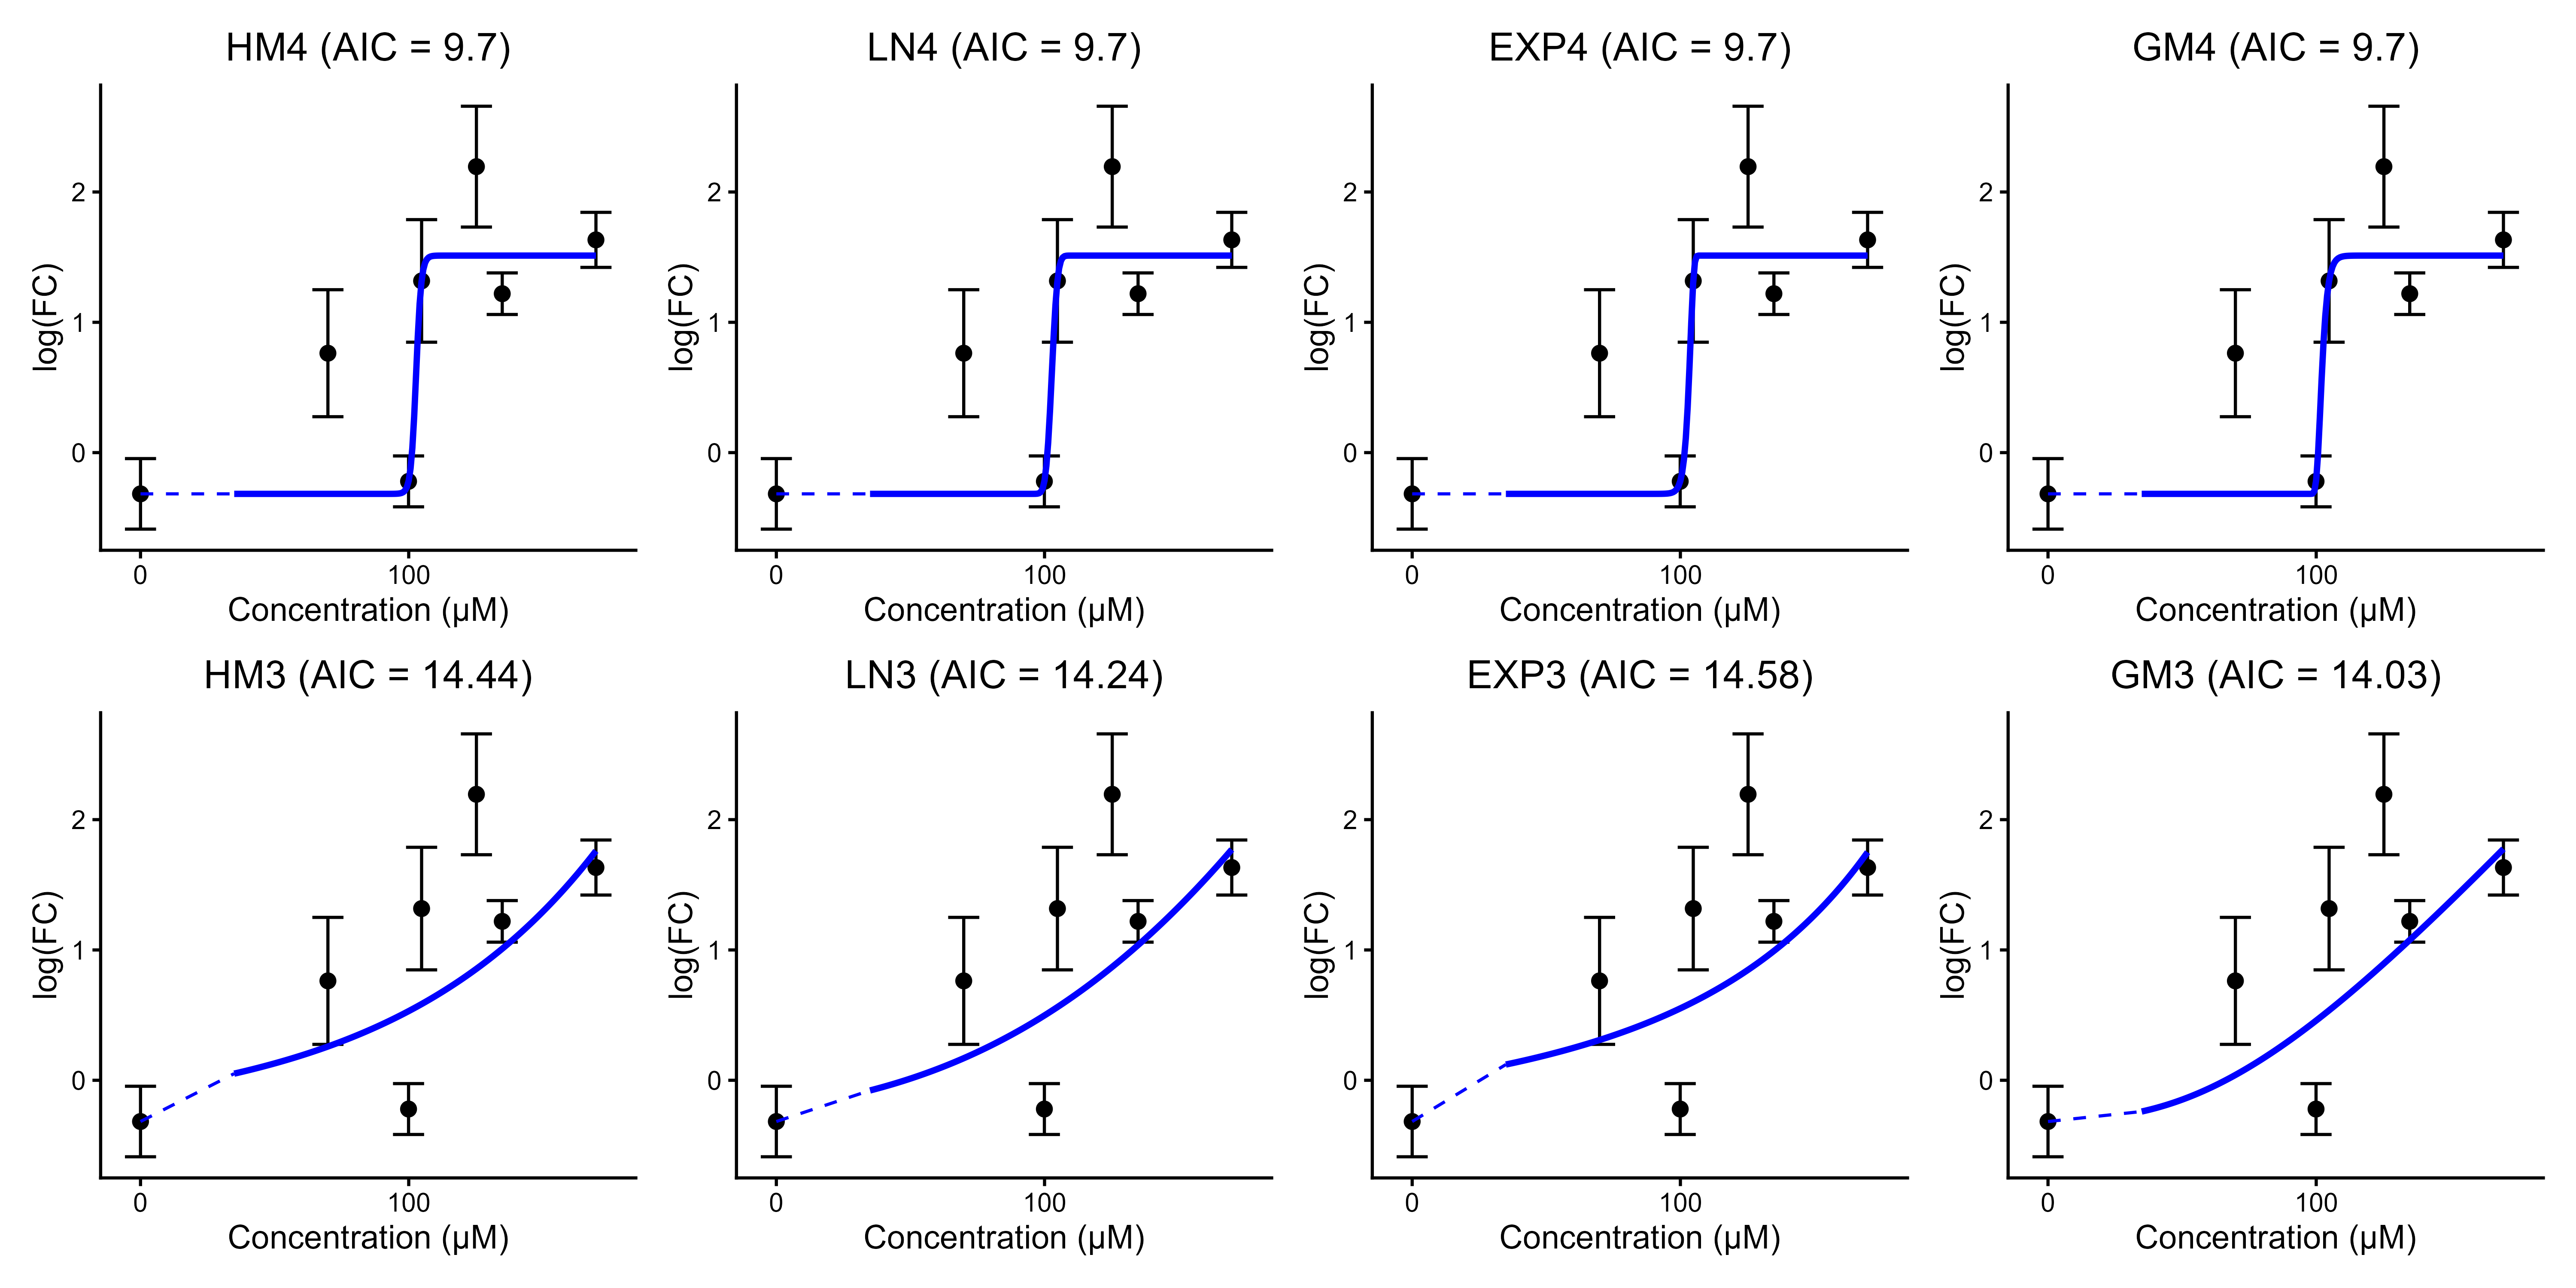 HM4 (AIC = 9.7)
log(FC)
2
1
0
0
100
Concentration (µM)
LN4 (AIC = 9.7)
log(FC)
2
1
0
0
100
Concentration (µM)
EXP4 (AIC = 9.7)
log(FC)
2
1
0
0
100
Concentration (µM)
GM4 (AIC = 9.7)
log(FC)
2
1
0
0
100
Concentration (µM)
HM3 (AIC = 14.44)
log(FC)
2
1
0
0
100
Concentration (µM)
LN3 (AIC = 14.24)
log(FC)
2
1
0
0
100
Concentration (µM)
EXP3 (AIC = 14.58)
log(FC)
2
1
0
0
100
Concentration (µM)
GM3 (AIC = 14.03)
log(FC)
2
1
0
0
100
Concentration (µM)